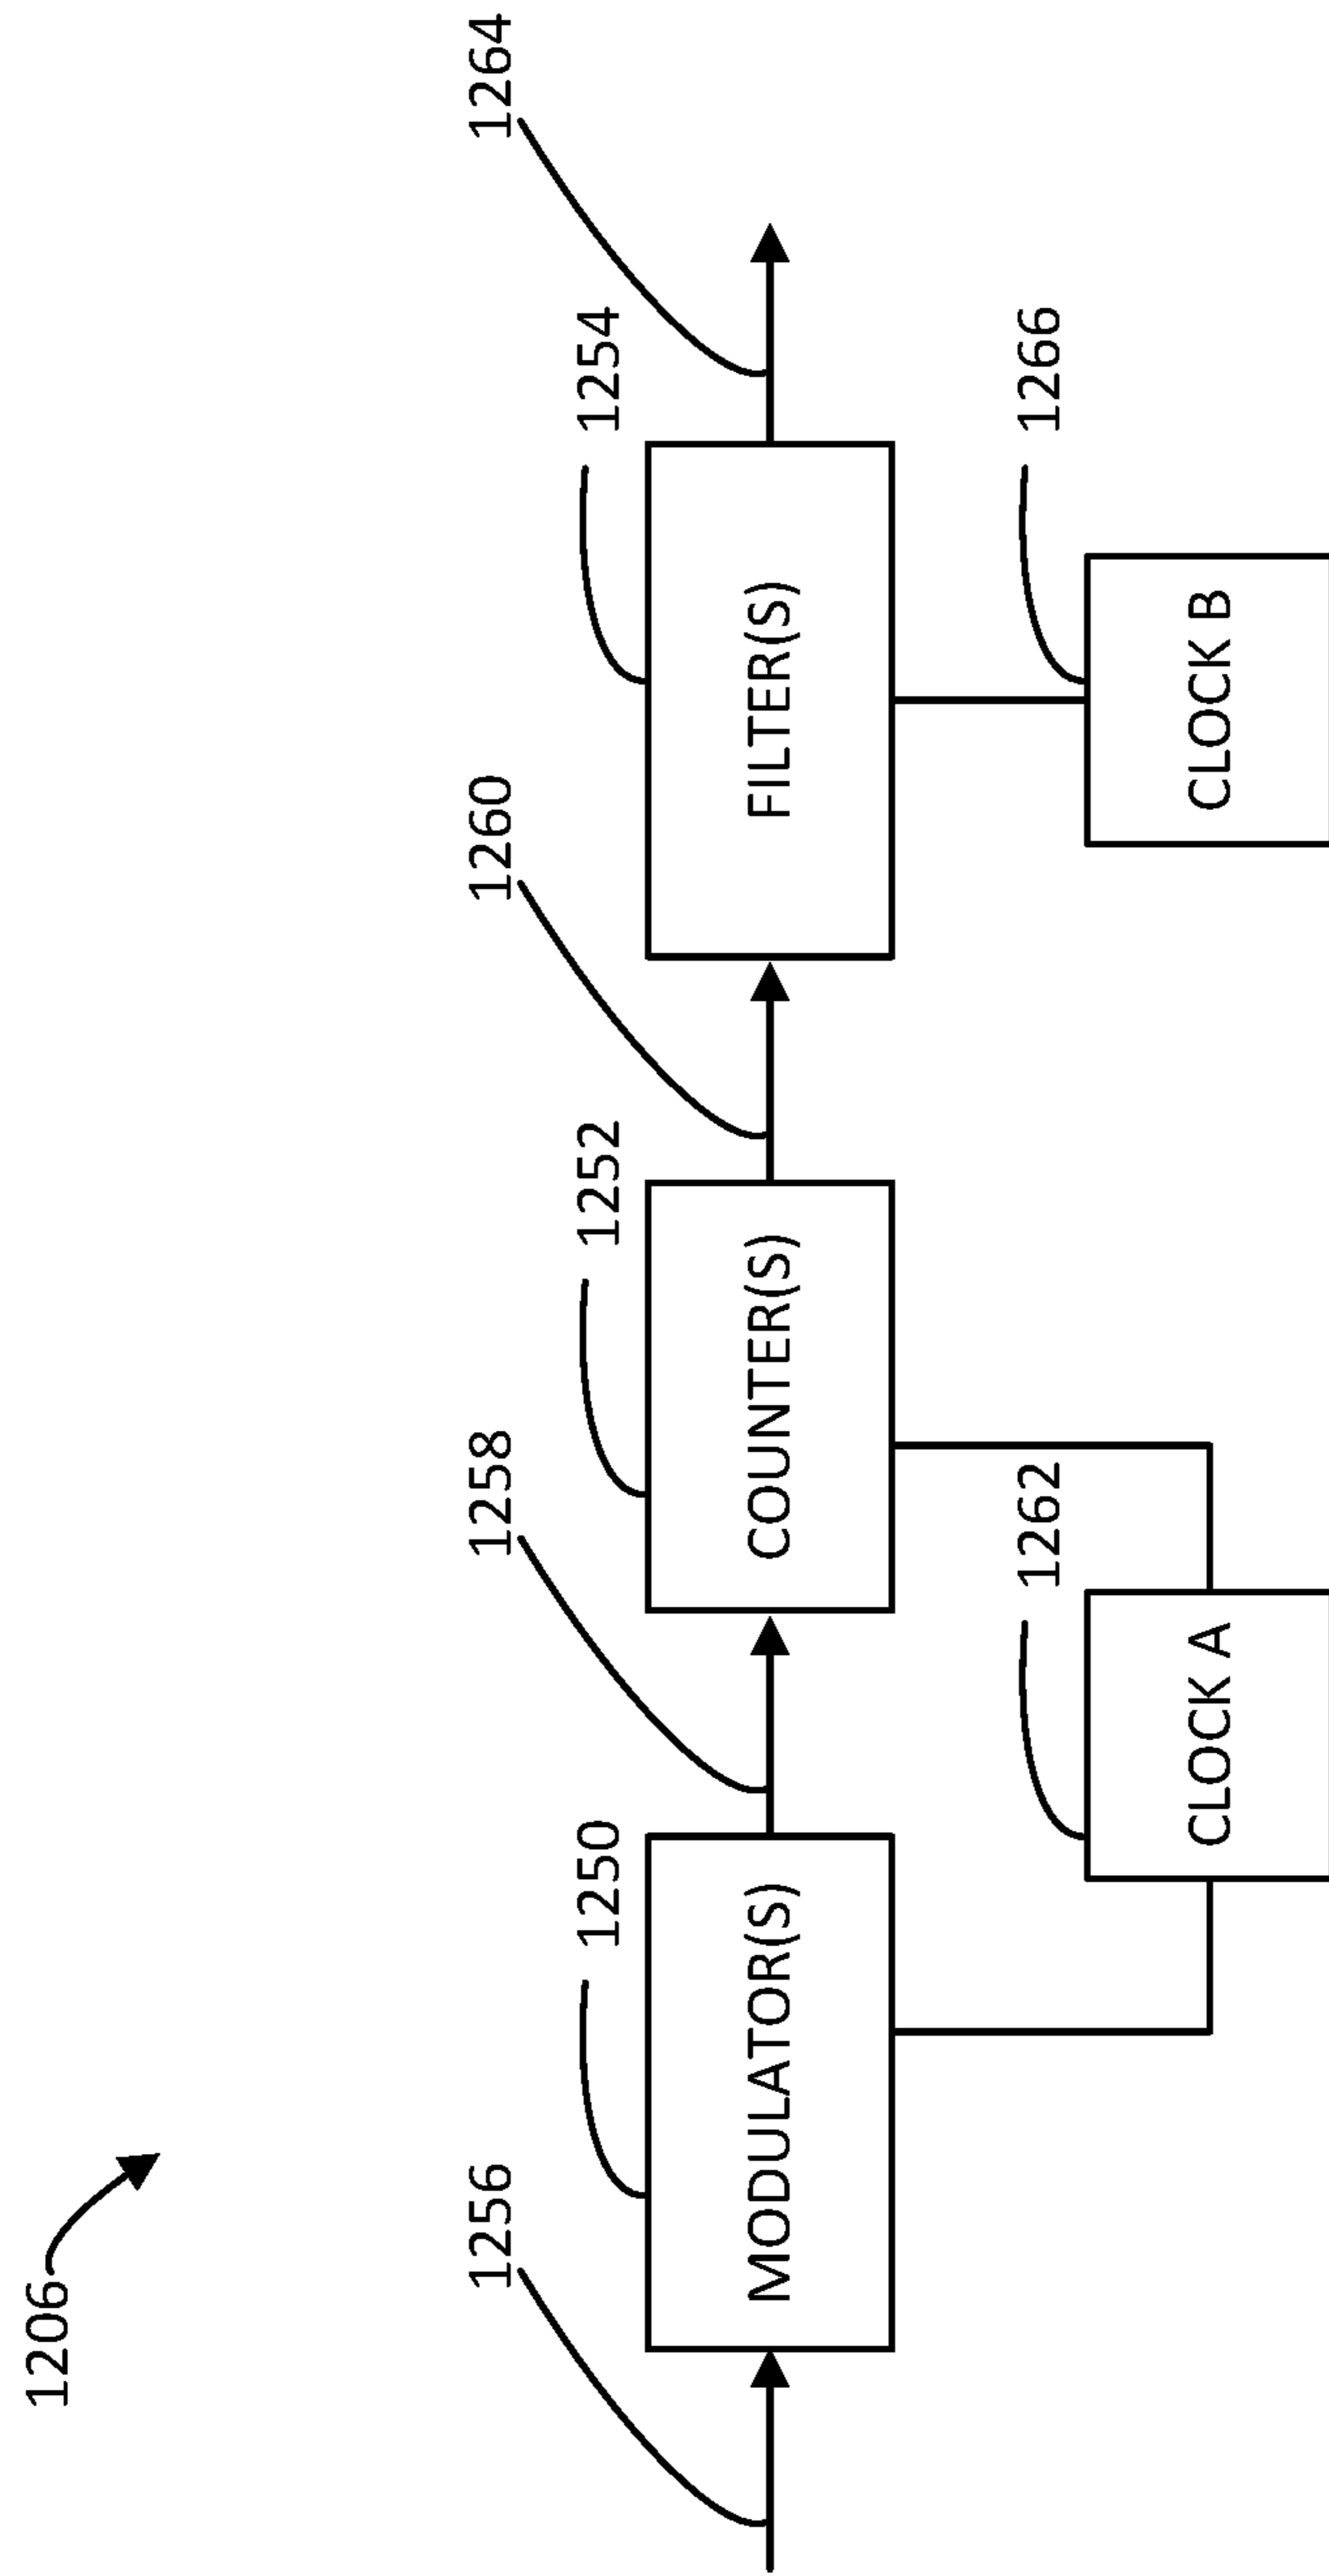 1206
1256
1258
1260
1264
1250
1252
1254
MODULATOR(S)
COUNTER(S)
FILTER(S)
1262
1266
CLOCK A
CLOCK B